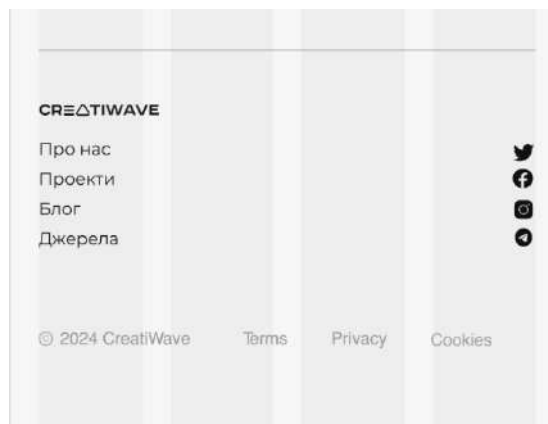 CREATIWAVE
Про нас
Проекти
Блог
Джерела
© 2024 CreatiWave Terms Privacy Cookies